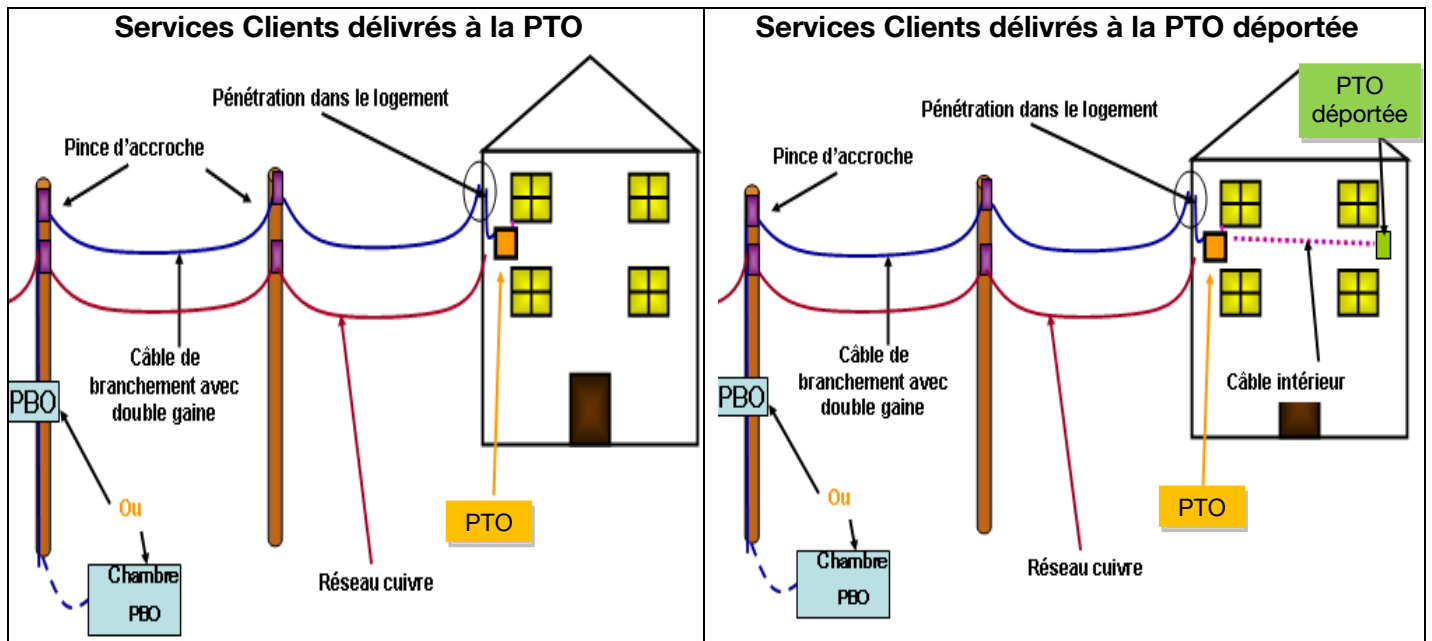 Services Clients délivrés à la PTO
Pénétration dans le logement
Pince d'accroche
Câble de
branchement avec
double gaine
PBO
Ou
PTO
Chambre
PBO
Réseau cuivre
Services Clients délivrés à la PTO déportée
PTO
déportée
Pénétration dans le logement
Pince d'accroche
Câble de
branchement avec
double gaine
Câble intérieur
PBO
Ou
PTO
Chambre
PBO
Réseau cuivre